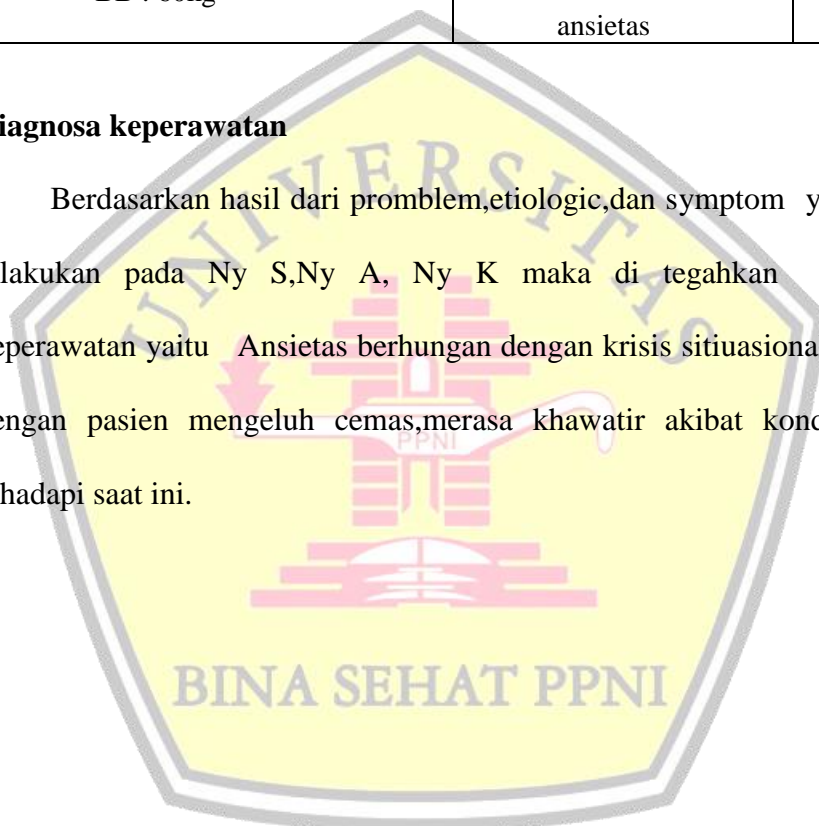 ansietas
iagnosa keperawatan
Berdasarkan hasil dari promblem,etiologic,dan symptom y
lakukan pada Ny S,Ny A, Ny K maka di tegahkan
eperawatan yaitu Ansietas berhungan dengan krisis sitiuasiona
engan pasien mengeluh cemas,merasa khawatir akibat kond
hadapi saat ini.
UNIVERSITAS
PPNI
BINA SEHAT PPNI